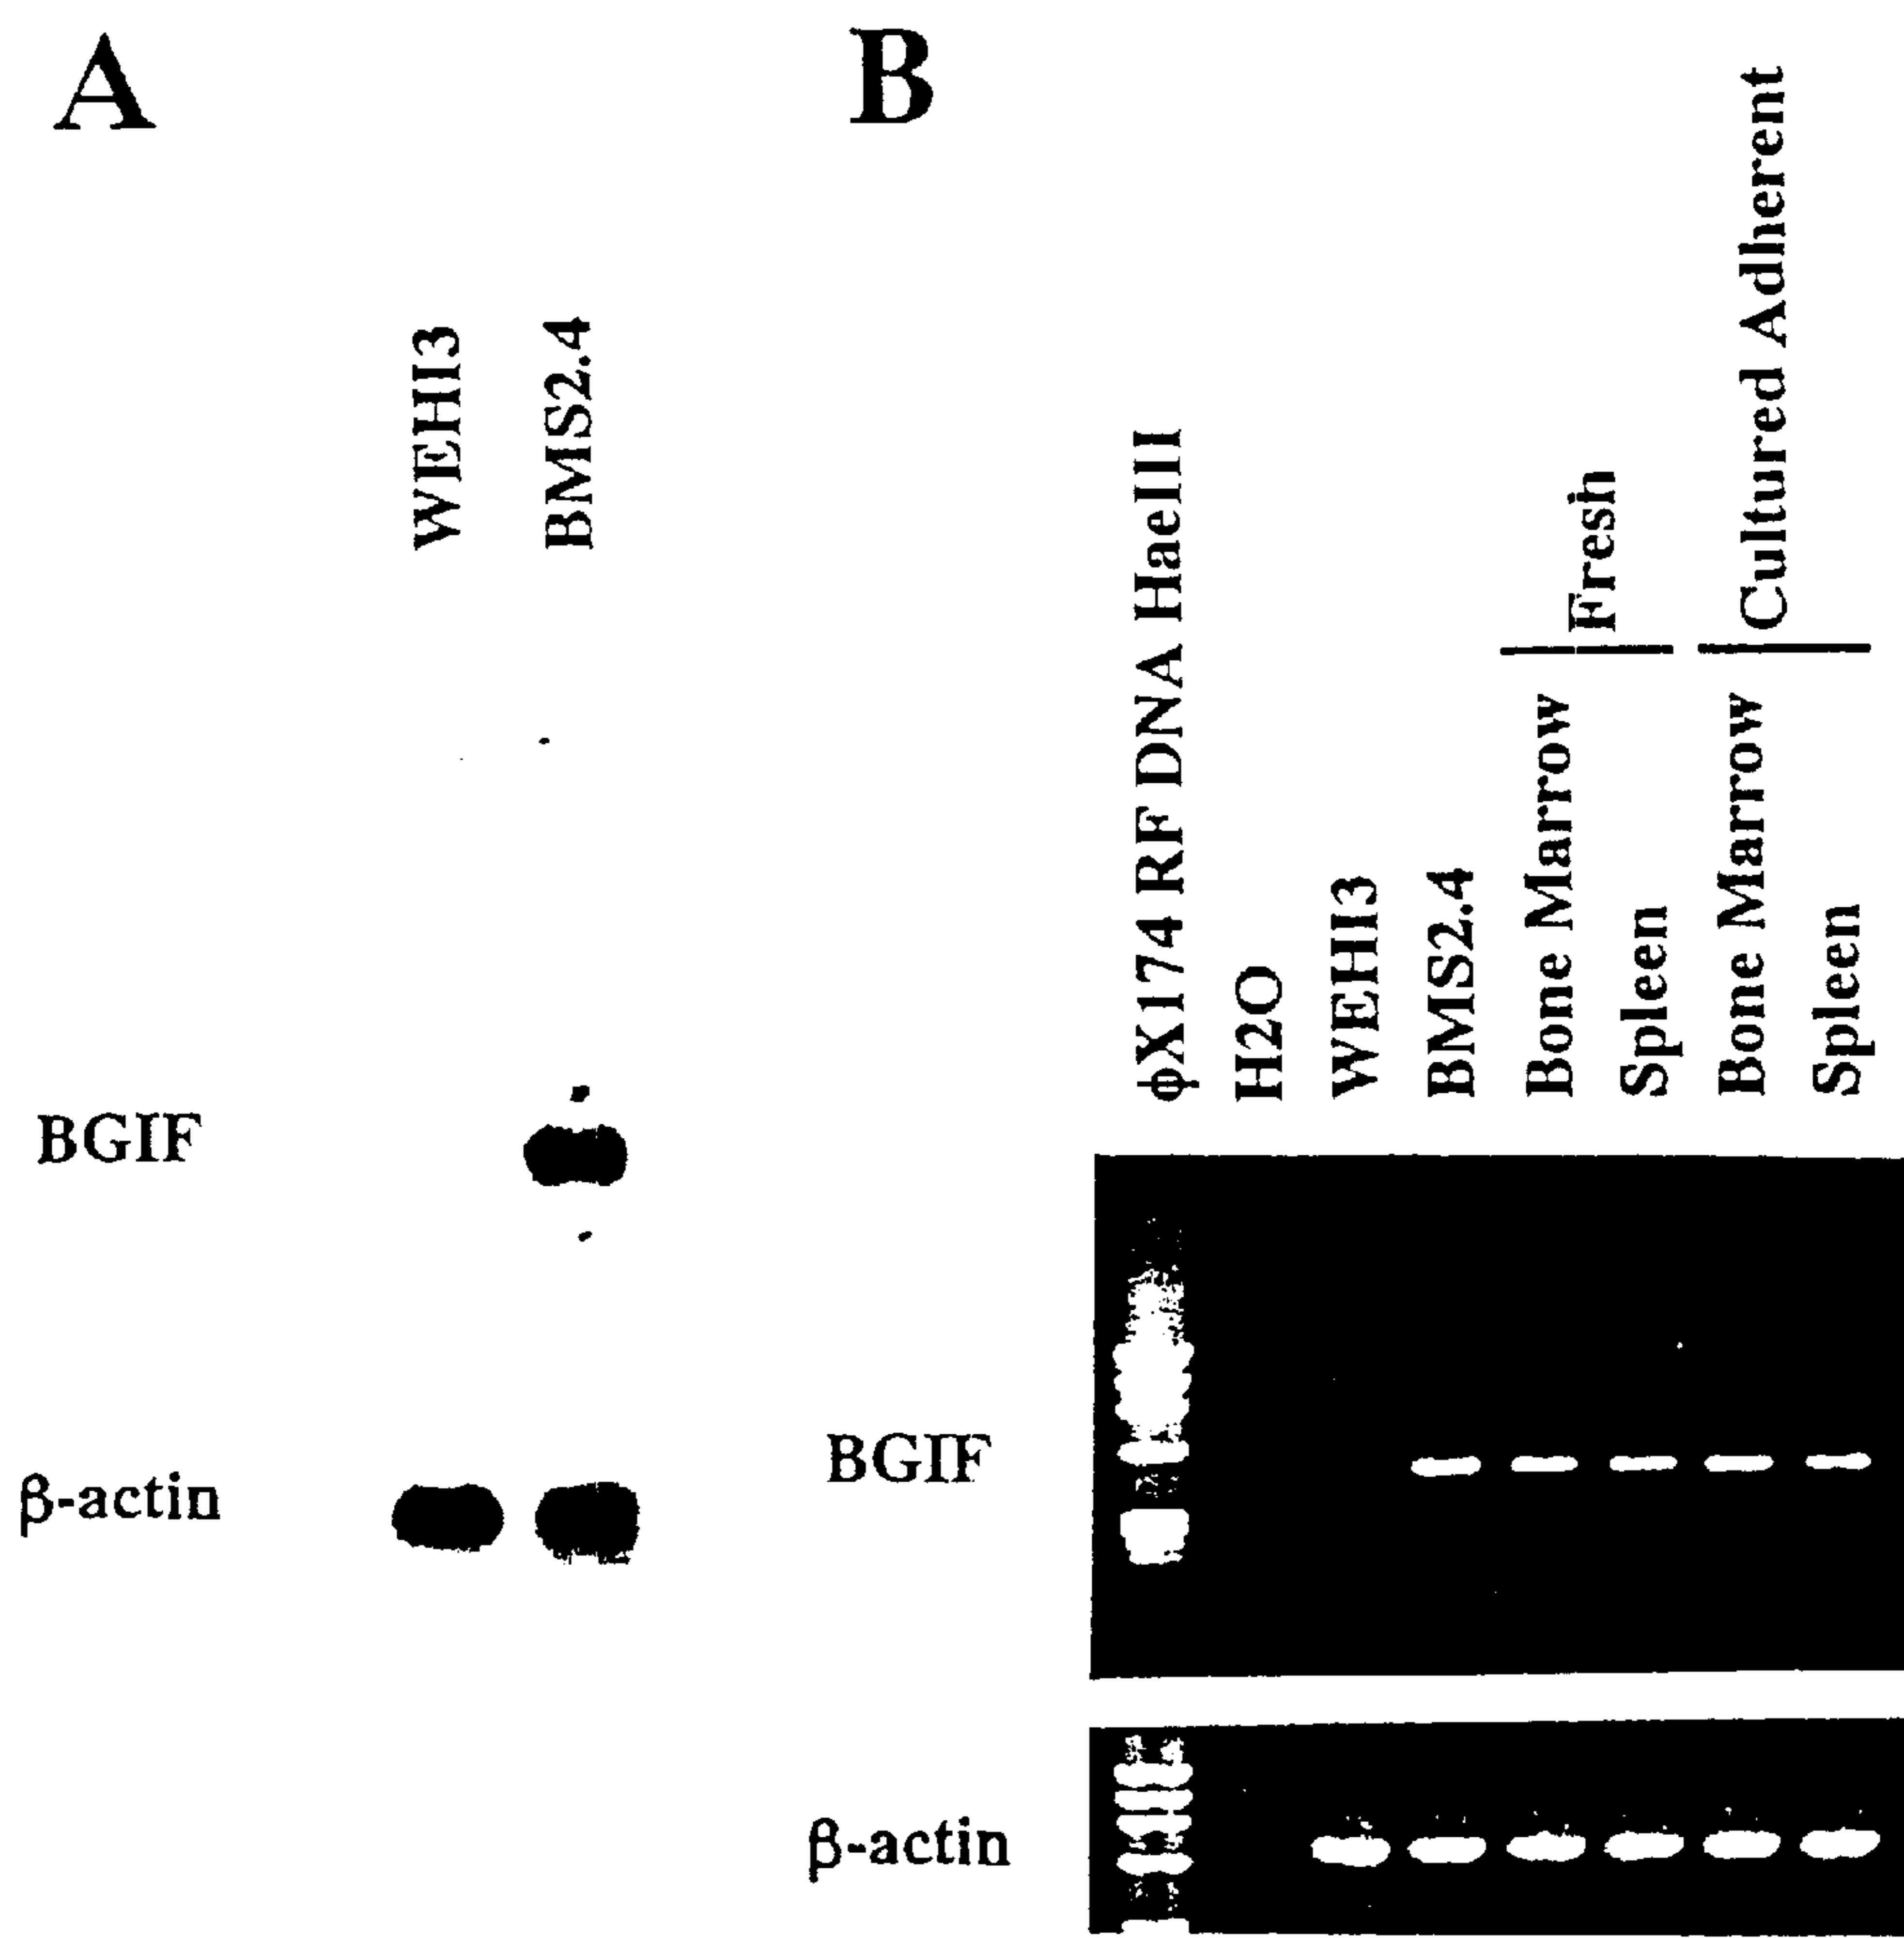 A
WEHI3
BMS2.4
BGIF
β-actin
B
φX174 RF DNA HaeIII
H2O
WEHI3
BMS2.4
Fresh
Bone Marrow
Spleen
Cultured Adherent
Bone Marrow
Spleen
BGIF
β-actin